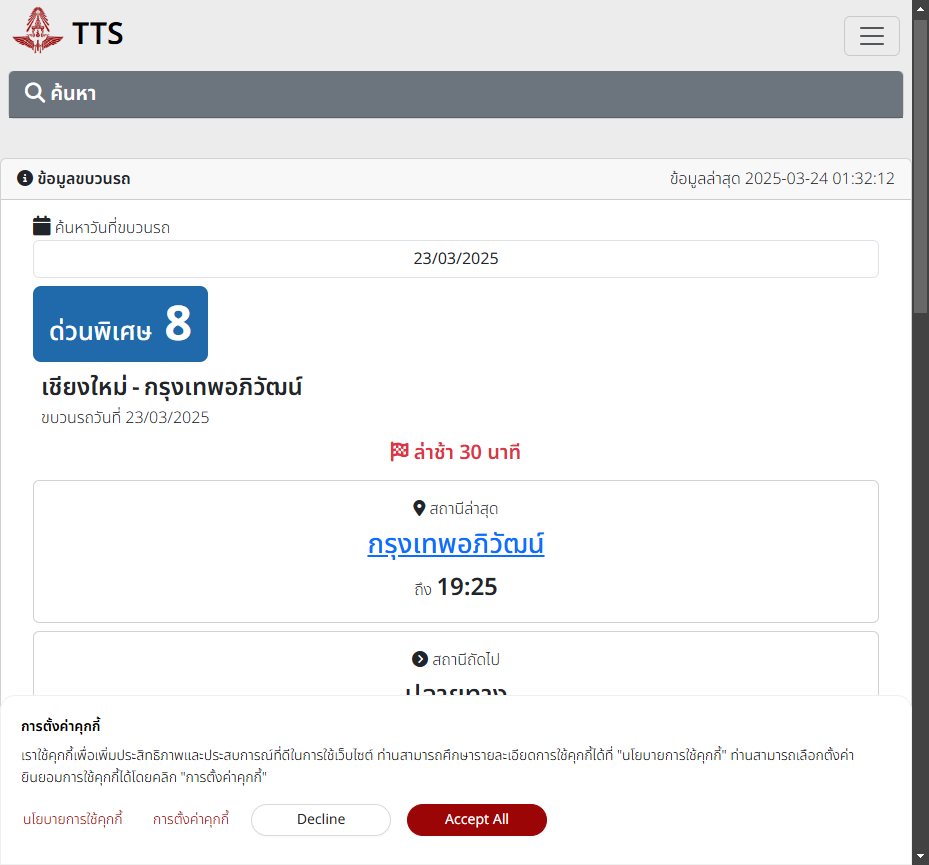 TTS
ค้นหา
ข้อมูลขบวนรถ
ข้อมูลล่าสุด 2025-03-24 01:32:12
ค้นหาวันที่ขบวนรถ
23/03/2025
ด่วนพิเศษ 8
เชียงใหม่ - กรุงเทพอภิวัฒน์
ขบวนรถวันที่ 23/03/2025
ล่าช้า 30 นาที
สถานีล่าสุด
กรุงเทพอภิวัฒน์
ถึง 19:25
สถานีถัดไป
ปลายทาง
การตั้งค่าคุกกี้
เราใช้คุกกี้เพื่อเพิ่มประสิทธิภาพและประสบการณ์ที่ดีในการใช้เว็บไซต์ ท่านสามารถศึกษารายละเอียดการใช้คุกกี้ได้ที่ "นโยบายการใช้คุกกี้" ท่านสามารถเลือกตั้งค่า
ยินยอมการใช้คุกกี้ได้โดยคลิก "การตั้งค่าคุกกี้"
นโยบายการใช้คุกกี้ การตั้งค่าคุกกี้ Decline Accept All